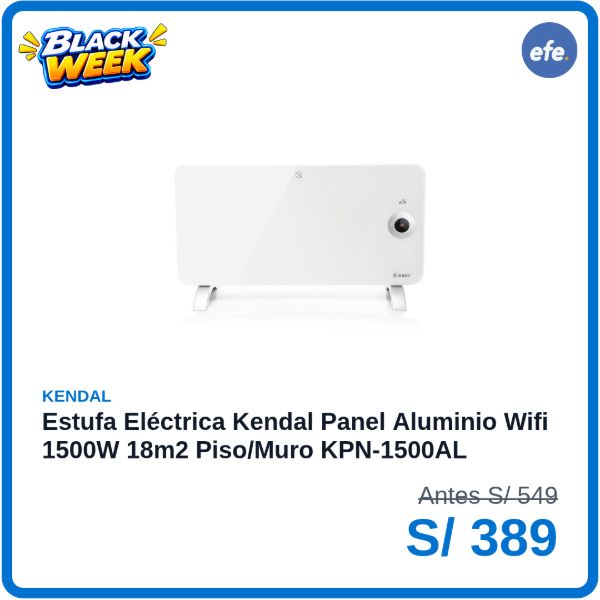 BLACK
WEEK
efe.
Kendal
KENDAL
Estufa Eléctrica Kendal Panel Aluminio Wifi
1500W 18m2 Piso/Muro KPN-1500AL
Antes S/ 549
S/ 389